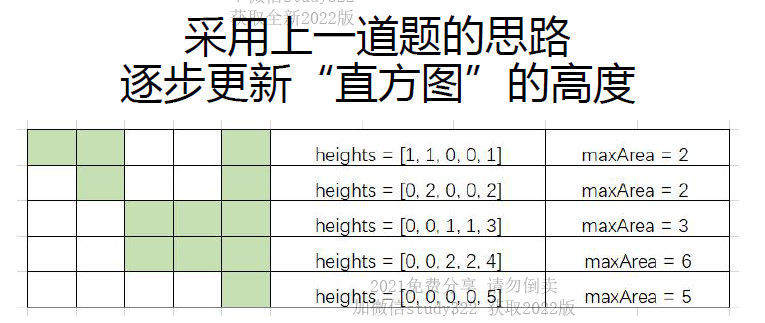 加微信study322
获取全新2022版
采用上一道题的思路
逐步更新“直方图”的高度
heights = [1, 1, 0, 0, 1] maxArea = 2
heights = [0, 2, 0, 0, 2] maxArea = 2
heights = [0, 0, 1, 1, 3] maxArea = 3
heights = [0, 0, 2, 2, 4] maxArea = 6
2021免费分享 请勿倒卖
heights = [0, 0, 0, 0, 5] maxArea = 5
加微信study322 获取2022版